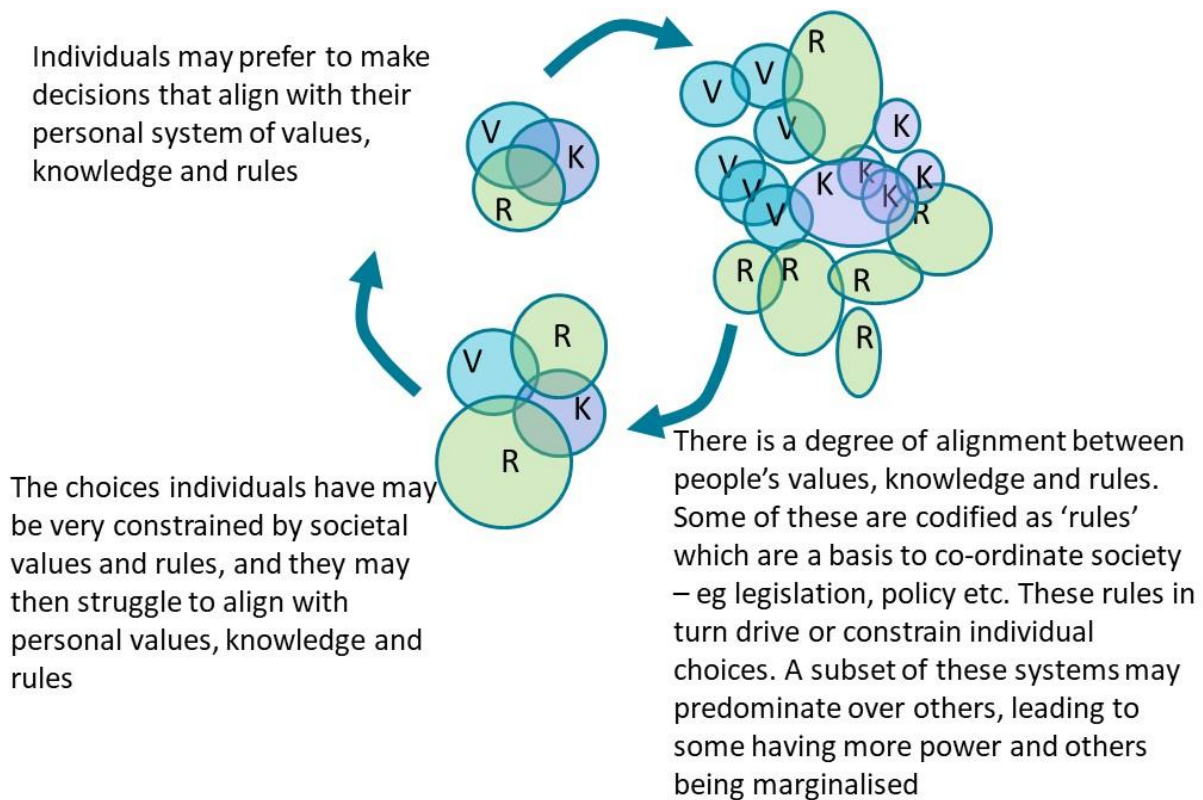 Individuals may prefer to make
decisions that align with their
personal system of values,
knowledge and rules
V
K
R
V
V
R
V
K
V
V
V
K
K
K
K
R
R
R
R
R
V
R
K
R
The choices individuals have may
be very constrained by societal
values and rules, and they may
then struggle to align with
personal values, knowledge and
rules
There is a degree of alignment between
people’s values, knowledge and rules.
Some of these are codified as ‘rules’
which are a basis to co-ordinate society
– eg legislation, policy etc. These rules in
turn drive or constrain individual
choices. A subset of these systems may
predominate over others, leading to
some having more power and others
being marginalised